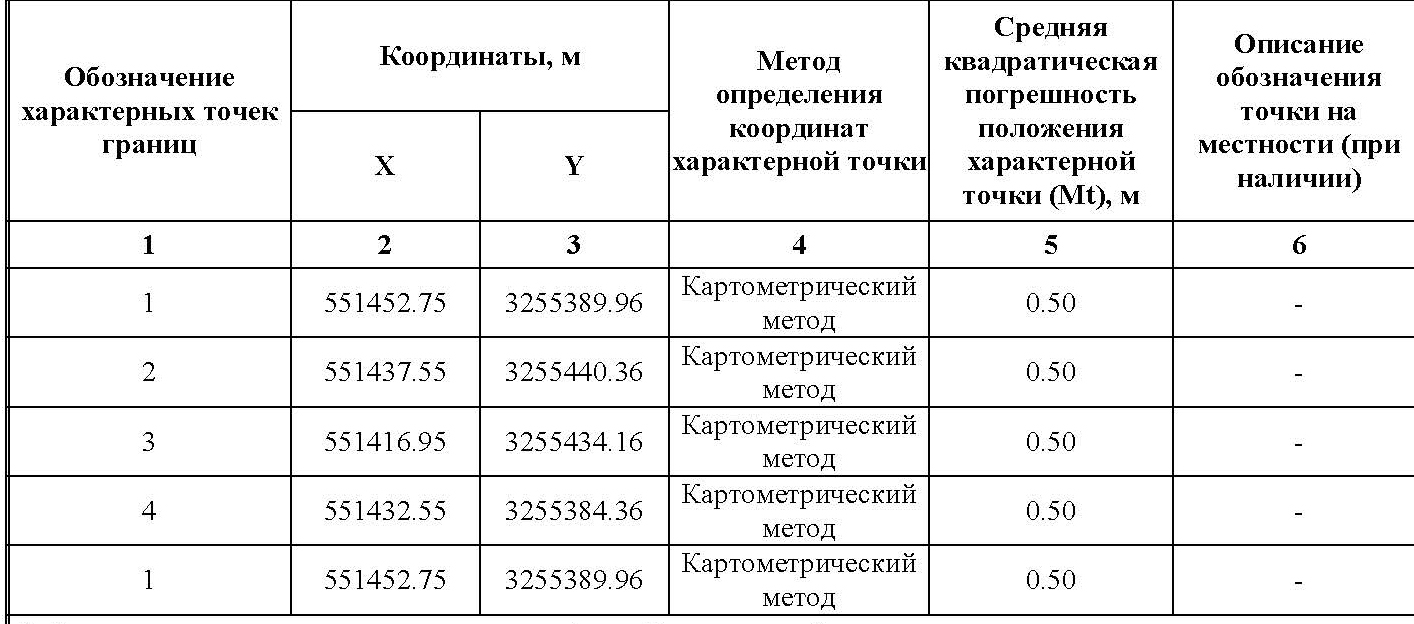 Обозначение
характерных точек
границ
Координаты, м
X
Y
Метод
определения
координат
характерной точки
Средняя
квадратическая
погрешность
положения
характерной
точки (Mt), м
Описание
обозначения
точки на
местности (при
наличии)
1 2 3 4 5 6
1 551452.75 3255389.96 Картометрический
метод 0.50 -
2 551437.55 3255440.36 Картометрический
метод 0.50 -
3 551416.95 3255434.16 Картометрический
метод 0.50 -
4 551432.55 3255384.36 Картометрический
метод 0.50 -
1 551452.75 3255389.96 Картометрический
метод 0.50 -